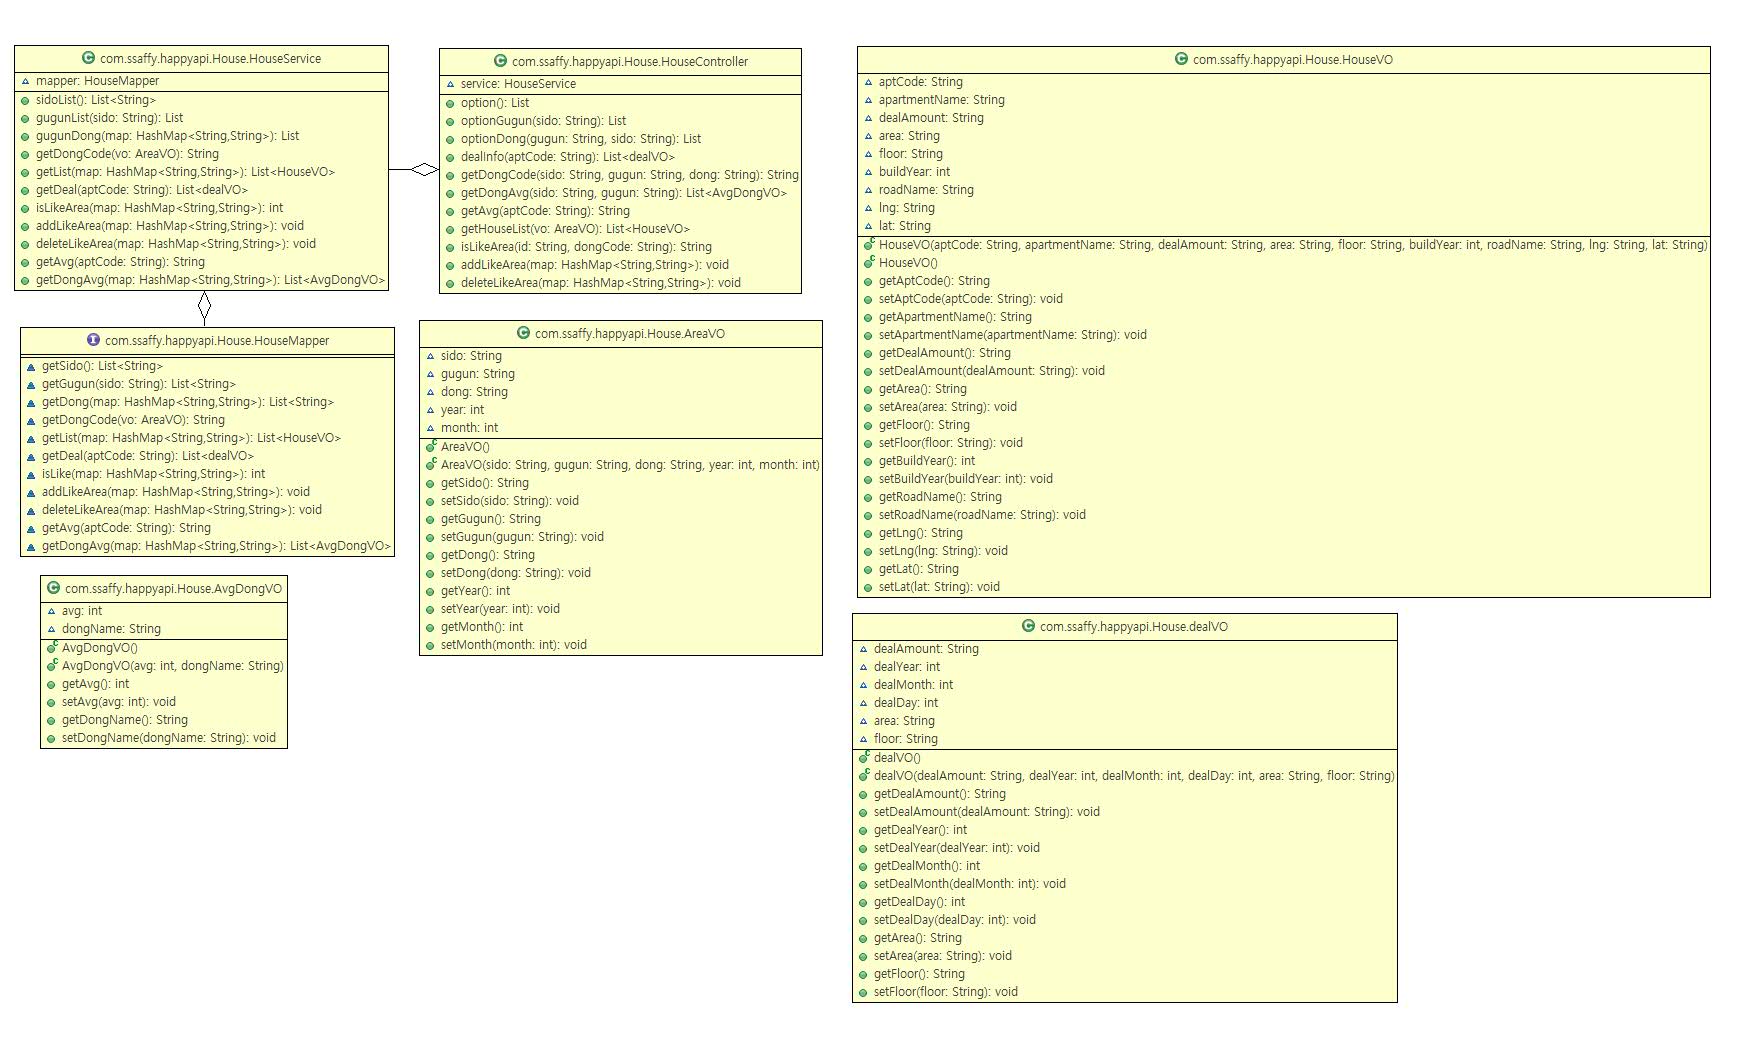 com.ssaffy.happyapi.House.HouseService
mapper: HouseMapper
sidoList(): List<String>
gugunList(sido: String): List
gugunDong(map: HashMap<String,String>): List
getDongCode(vo: AreaVO): String
getList(map: HashMap<String,String>): List<HouseVO>
getDeal(aptCode: String): List<dealVO>
isLikeArea(map: HashMap<String,String>): int
addLikeArea(map: HashMap<String,String>): void
deleteLikeArea(map: HashMap<String,String>): void
getAvg(aptCode: String): String
getDongAvg(map: HashMap<String,String>): List<AvgDongVO>
com.ssaffy.happyapi.House.HouseController
service: HouseService
option(): List
optionGugun(sido: String): List
optionDong(gugun: String, sido: String): List
dealInfo(aptCode: String): List<dealVO>
getDongCode(sido: String, gugun: String, dong: String): String
getDongAvg(sido: String, gugun: String): List<AvgDongVO>
getAvg(aptCode: String): String
getHouseList(vo: AreaVO): List<HouseVO>
isLikeArea(id: String, dongCode: String): String
addLikeArea(map: HashMap<String,String>): void
deleteLikeArea(map: HashMap<String,String>): void
com.ssaffy.happyapi.House.HouseVO
aptCode: String
apartmentName: String
dealAmount: String
area: String
floor: String
buildYear: int
roadName: String
lng: String
lat: String
HouseVO(aptCode: String, apartmentName: String, dealAmount: String, area: String, floor: String, buildYear: int, roadName: String, lng: String, lat: String)
HouseVO()
getAptCode(): String
setAptCode(aptCode: String): void
getApartmentName(): String
setApartmentName(apartmentName: String): void
getDealAmount(): String
setDealAmount(dealAmount: String): void
getArea(): String
setArea(area: String): void
getFloor(): String
setFloor(floor: String): void
getBuildYear(): int
setBuildYear(buildYear: int): void
getRoadName(): String
setRoadName(roadName: String): void
getLng(): String
setLng(lng: String): void
getLat(): String
setLat(lat: String): void
com.ssaffy.happyapi.House.HouseMapper
getSido(): List<String>
getGugun(sido: String): List<String>
getDong(map: HashMap<String,String>): List<String>
getDongCode(vo: AreaVO): String
getList(map: HashMap<String,String>): List<HouseVO>
getDeal(aptCode: String): List<dealVO>
isLike(map: HashMap<String,String>): int
addLikeArea(map: HashMap<String,String>): void
deleteLikeArea(map: HashMap<String,String>): void
getAvg(aptCode: String): String
getDongAvg(map: HashMap<String,String>): List<AvgDongVO>
com.ssaffy.happyapi.House.AreaVO
sido: String
gugun: String
dong: String
year: int
month: int
AreaVO()
AreaVO(sido: String, gugun: String, dong: String, year: int, month: int)
getSido(): String
setSido(sido: String): void
getGugun(): String
setGugun(gugun: String): void
getDong(): String
setDong(dong: String): void
getYear(): int
setYear(year: int): void
getMonth(): int
setMonth(month: int): void
com.ssaffy.happyapi.House.AvgDongVO
avg: int
dongName: String
AvgDongVO()
AvgDongVO(avg: int, dongName: String)
getAvg(): int
setAvg(avg: int): void
getDongName(): String
setDongName(dongName: String): void
com.ssaffy.happyapi.House.dealVO
dealAmount: String
dealYear: int
dealMonth: int
dealDay: int
area: String
floor: String
dealVO()
dealVO(dealAmount: String, dealYear: int, dealMonth: int, dealDay: int, area: String, floor: String)
getDealAmount(): String
setDealAmount(dealAmount: String): void
getDealYear(): int
setDealYear(dealYear: int): void
getDealMonth(): int
setDealMonth(dealMonth: int): void
getDealDay(): int
setDealDay(dealDay: int): void
getArea(): String
setArea(area: String): void
getFloor(): String
setFloor(floor: String): void